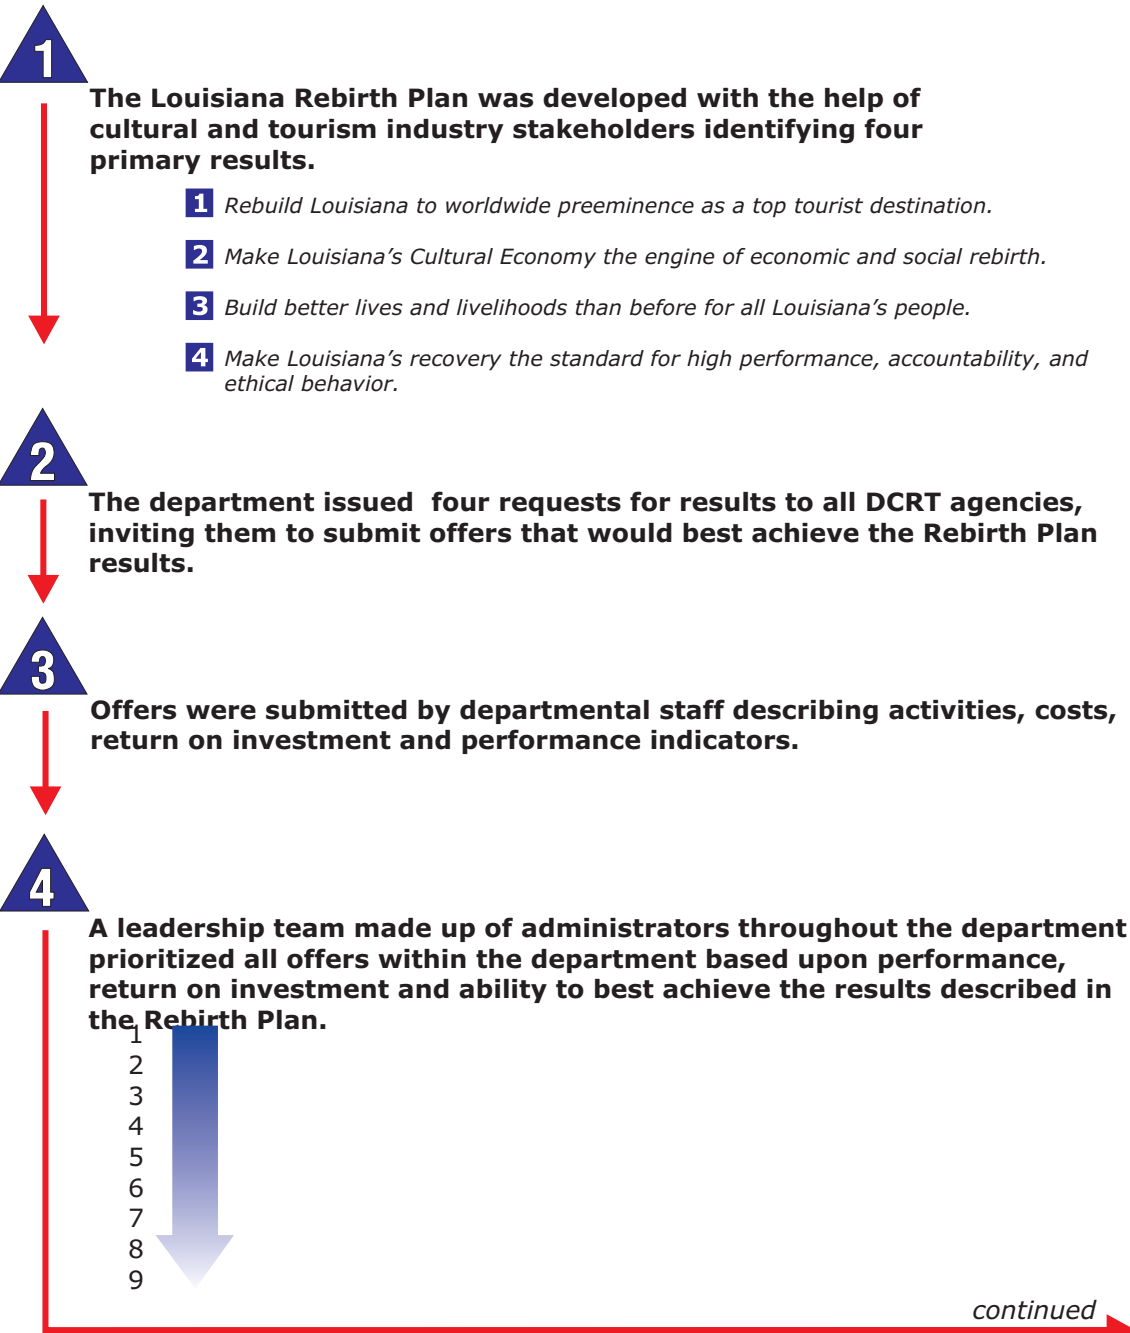 1
The Louisiana Rebirth Plan was developed with the help of
cultural and tourism industry stakeholders identifying four
primary results.
1 Rebuild Louisiana to worldwide preeminence as a top tourist destination.
2 Make Louisiana’s Cultural Economy the engine of economic and social rebirth.
3 Build better lives and livelihoods than before for all Louisiana’s people.
4 Make Louisiana’s recovery the standard for high performance, accountability, and
ethical behavior.
2
The department issued  four requests for results to all DCRT agencies,
inviting them to submit offers that would best achieve the Rebirth Plan
results.
3
Offers were submitted by departmental staff describing activities, costs,
return on investment and performance indicators.
4
A leadership team made up of administrators throughout the department
prioritized all offers within the department based upon performance,
return on investment and ability to best achieve the results described in
the Rebirth Plan.
1
2
3
4
5
6
7
8
9
continued